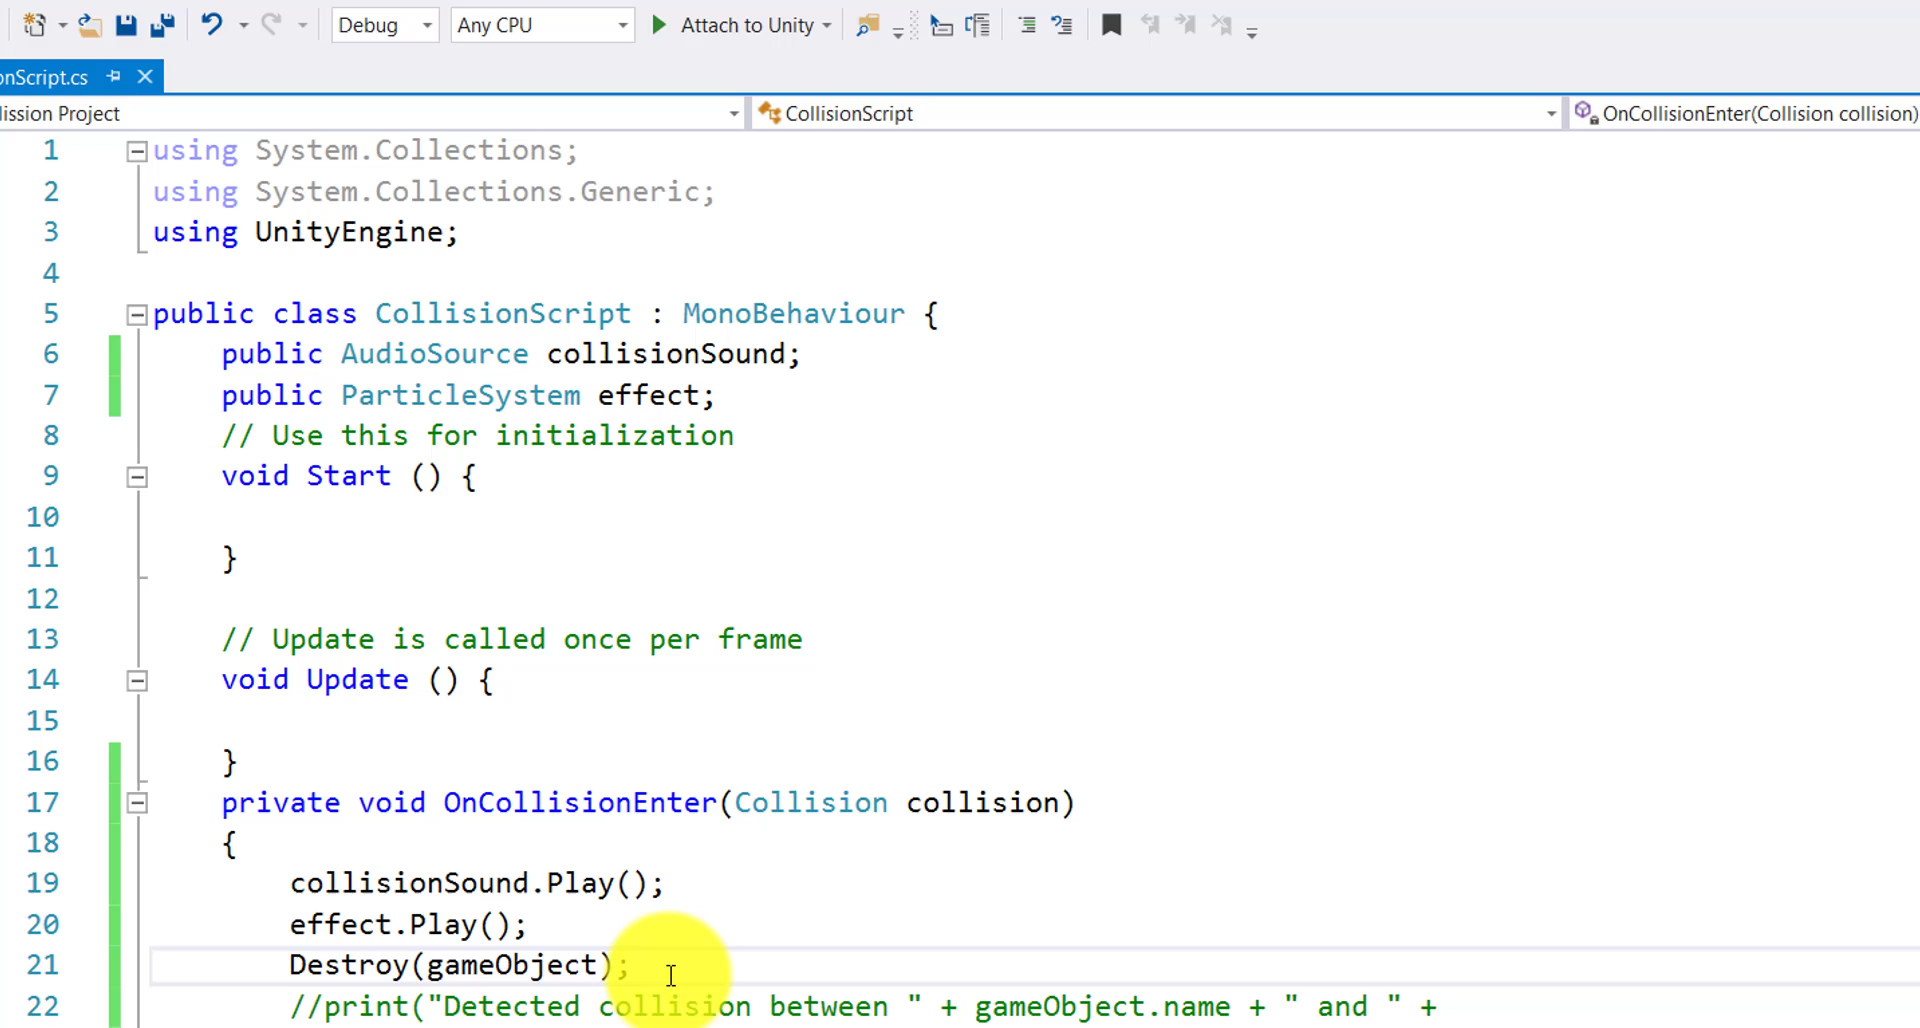 Debug Any CPU Attach to Unity
onScript.cs
ission Project CollisionScript OnCollisionEnter(Collision collision)
1 using System.Collections;
2 using System.Collections.Generic;
3 using UnityEngine;
4
5 public class CollisionScript : MonoBehaviour {
6 public AudioSource collisionSound;
7 public ParticleSystem effect;
8 // Use this for initialization
9 void Start () {
10
11 }
12
13 // Update is called once per frame
14 void Update () {
15
16 }
17 private void OnCollisionEnter(Collision collision)
18 {
19 collisionSound.Play();
20 effect.Play();
21 Destroy(gameObject);
22 //print("Detected collision between " + gameObject.name + " and " +